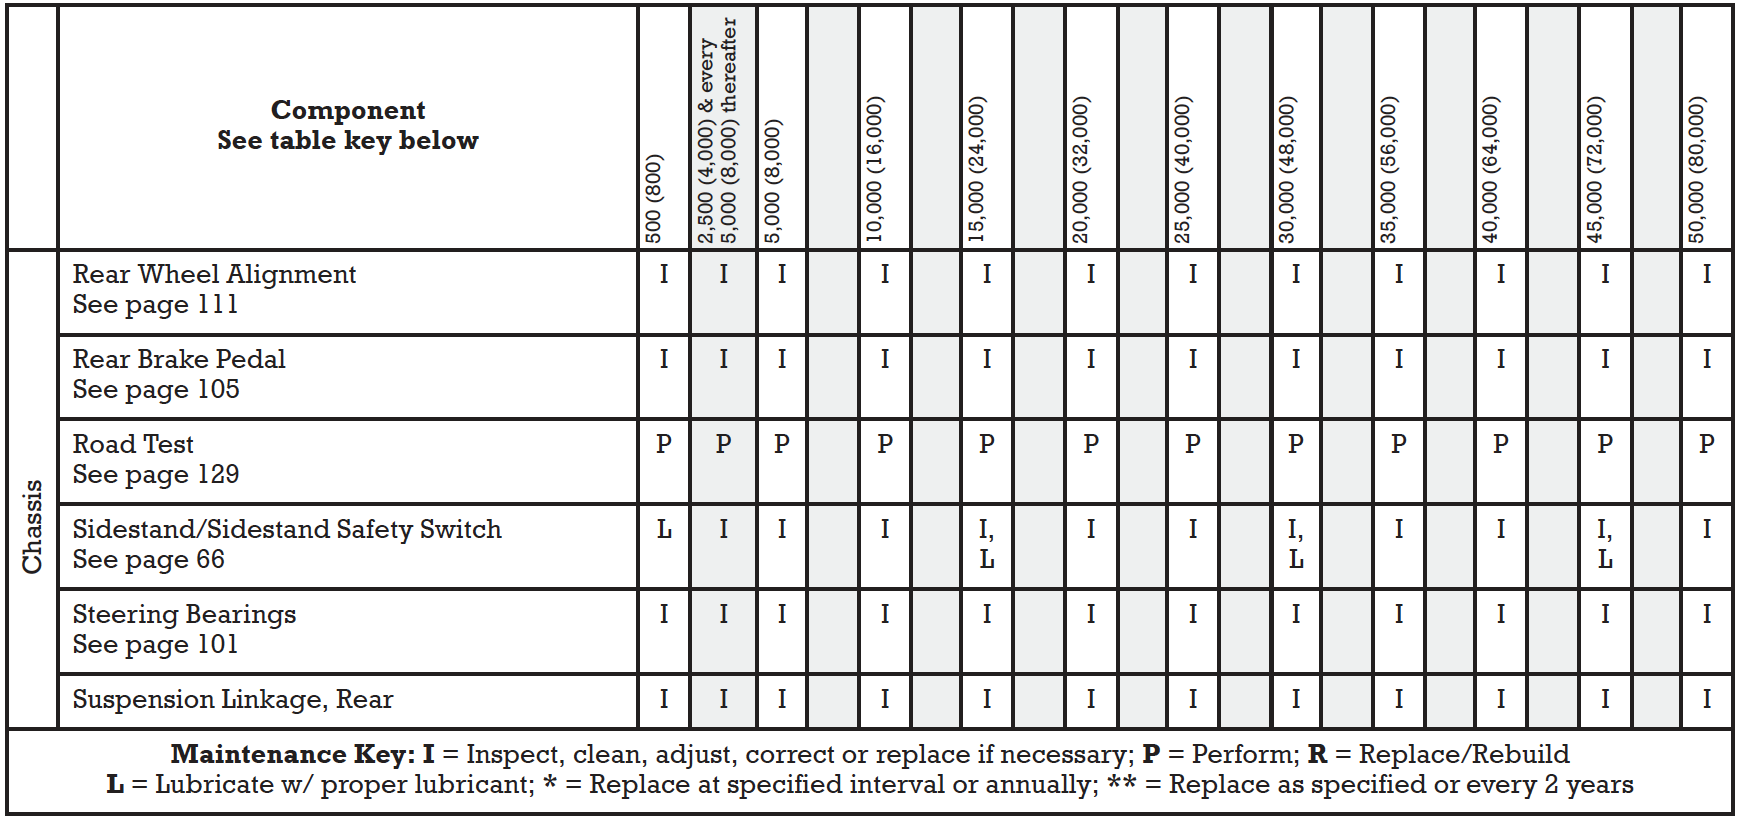 Component
See table key below
500 (800)
2,500 (4,000) & every
5,000 (8,000) thereafter
5,000 (8,000)
10,000 (16,000)
15,000 (24,000)
20,000 (32,000)
25,000 (40,000)
30,000 (48,000)
35,000 (56,000)
40,000 (64,000)
45,000 (72,000)
50,000 (80,000)
Chassis
Rear Wheel Alignment I I I I I I I I I I I I I
See page 111
Rear Brake Pedal I I I I I I I I I I I I I
See page 105
Road Test P P P P P P P P P P P P P
See page 129
Sidestand/Sidestand Safety Switch L I I I I, I I I, I I I, I
See page 66 L L L
Steering Bearings I I I I I I I I I I I I I
See page 101
Suspension Linkage, Rear I I I I I I I I I I I I I
Maintenance Key: I = Inspect, clean, adjust, correct or replace if necessary; P = Perform; R = Replace/Rebuild
L = Lubricate w/ proper lubricant; * = Replace at specified interval or annually; ** = Replace as specified or every 2 years